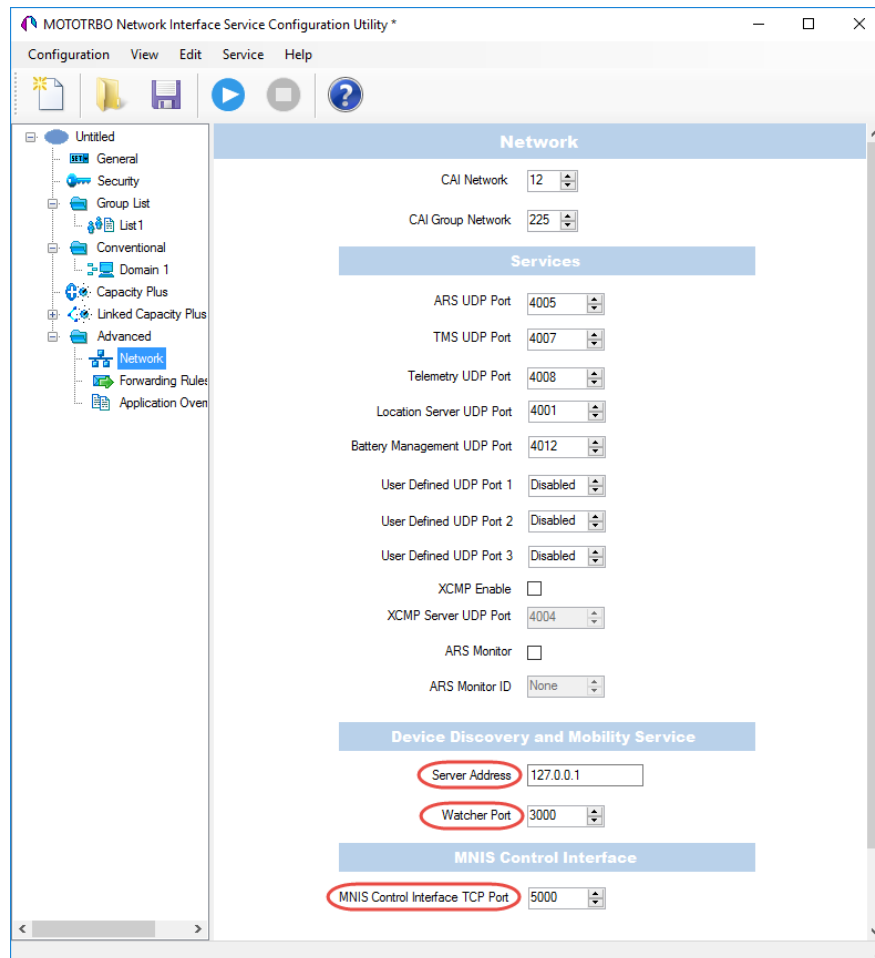 MOTOTRBO Network Interface Service Configuration Utility *
Configuration View Edit Service Help
Untitled
General
Security
Group List
List1
Conventional
Domain 1
Capacity Plus
Linked Capacity Plus
Advanced
Network
Forwarding Rules
Application Overr
Network
CAI Network 12
CAI Group Network 225
Services
ARS UDP Port 4005
TMS UDP Port 4007
Telemetry UDP Port 4008
Location Server UDP Port 4001
Battery Management UDP Port 4012
User Defined UDP Port 1 Disabled
User Defined UDP Port 2 Disabled
User Defined UDP Port 3 Disabled
XCMP Enable
XCMP Server UDP Port 4004
ARS Monitor
ARS Monitor ID None
Device Discovery and Mobility Service
Server Address 127.0.0.1
Watcher Port 3000
MNIS Control Interface
MNIS Control Interface TCP Port 5000